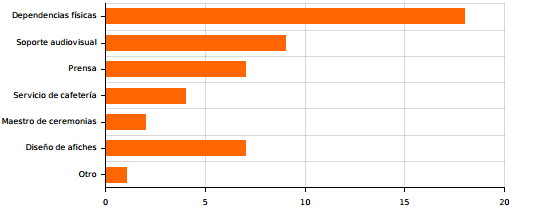 Dependencias físicas
Soporte audiovisual
Prensa
Servicio de cafetería
Maestro de ceremonias
Diseño de afiches
Otro
0 5 10 15 20